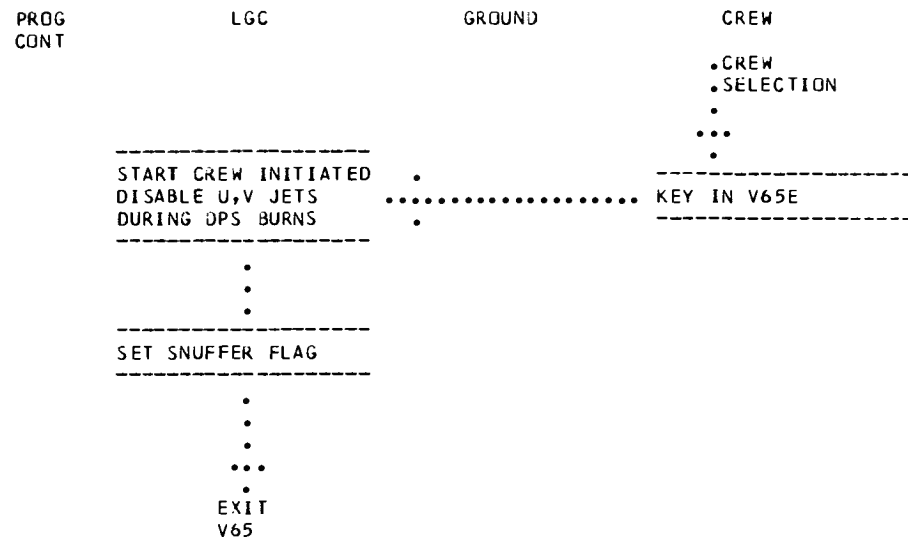 PROG LGC GROUND CREW
CONT
CREW
SELECTION
START CREW INITIATED
DISABLE U,V JETS KEY IN V65E
DURING DPS BURNS
SET SNUFFER FLAG
EXIT
V65